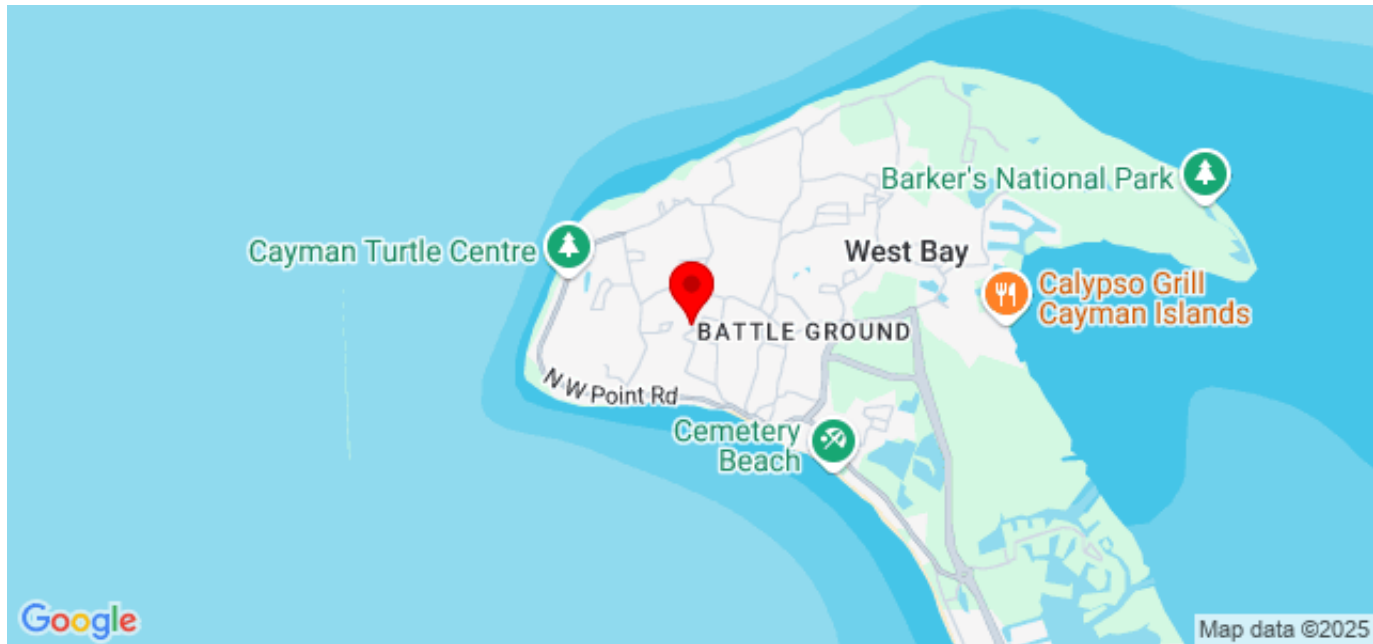 Barker's National Park
Cayman Turtle Centre
West Bay
Calypso Grill
Cayman Islands
BATTLE GROUND
N W Point Rd
Cemetery
Beach
Google
Map data ©2025